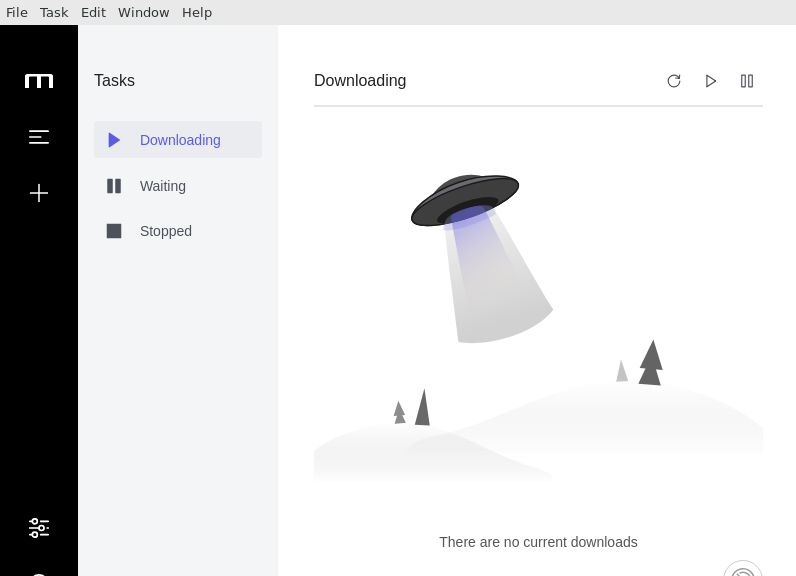 File Task Edit Window Help
m
Tasks
Downloading
Downloading
Waiting
Stopped
There are no current downloads